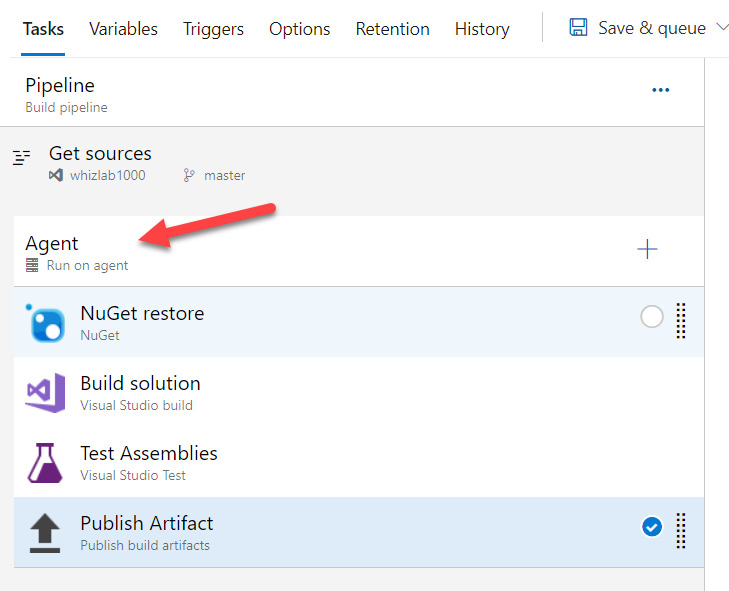 Tasks Variables Triggers Options Retention History Save & queue
Pipeline
Build pipeline
Get sources
whizlab1000 master
Agent
Run on agent
NuGet restore
NuGet
Build solution
Visual Studio build
Test Assemblies
Visual Studio Test
Publish Artifact
Publish build artifacts